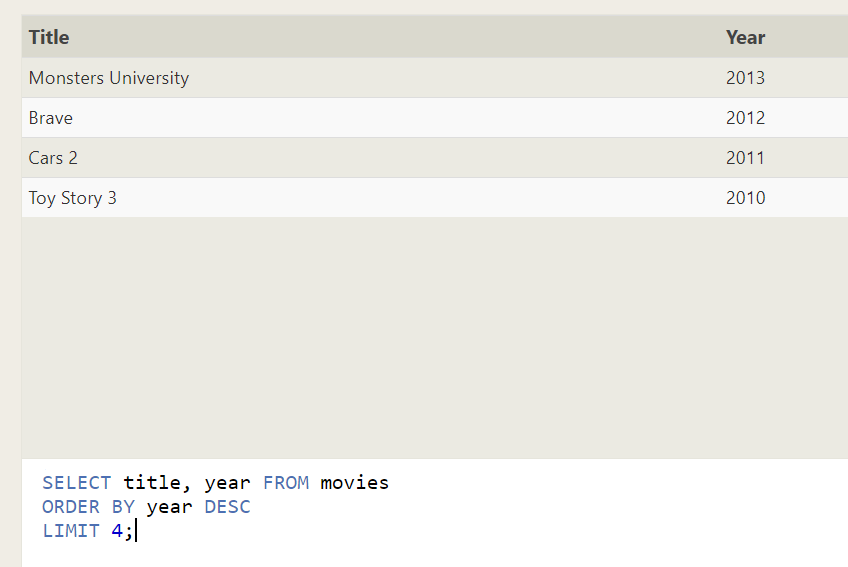 Title Year
Monsters University 2013
Brave 2012
Cars 2 2011
Toy Story 3 2010
SELECT title, year FROM movies
ORDER BY year DESC
LIMIT 4;